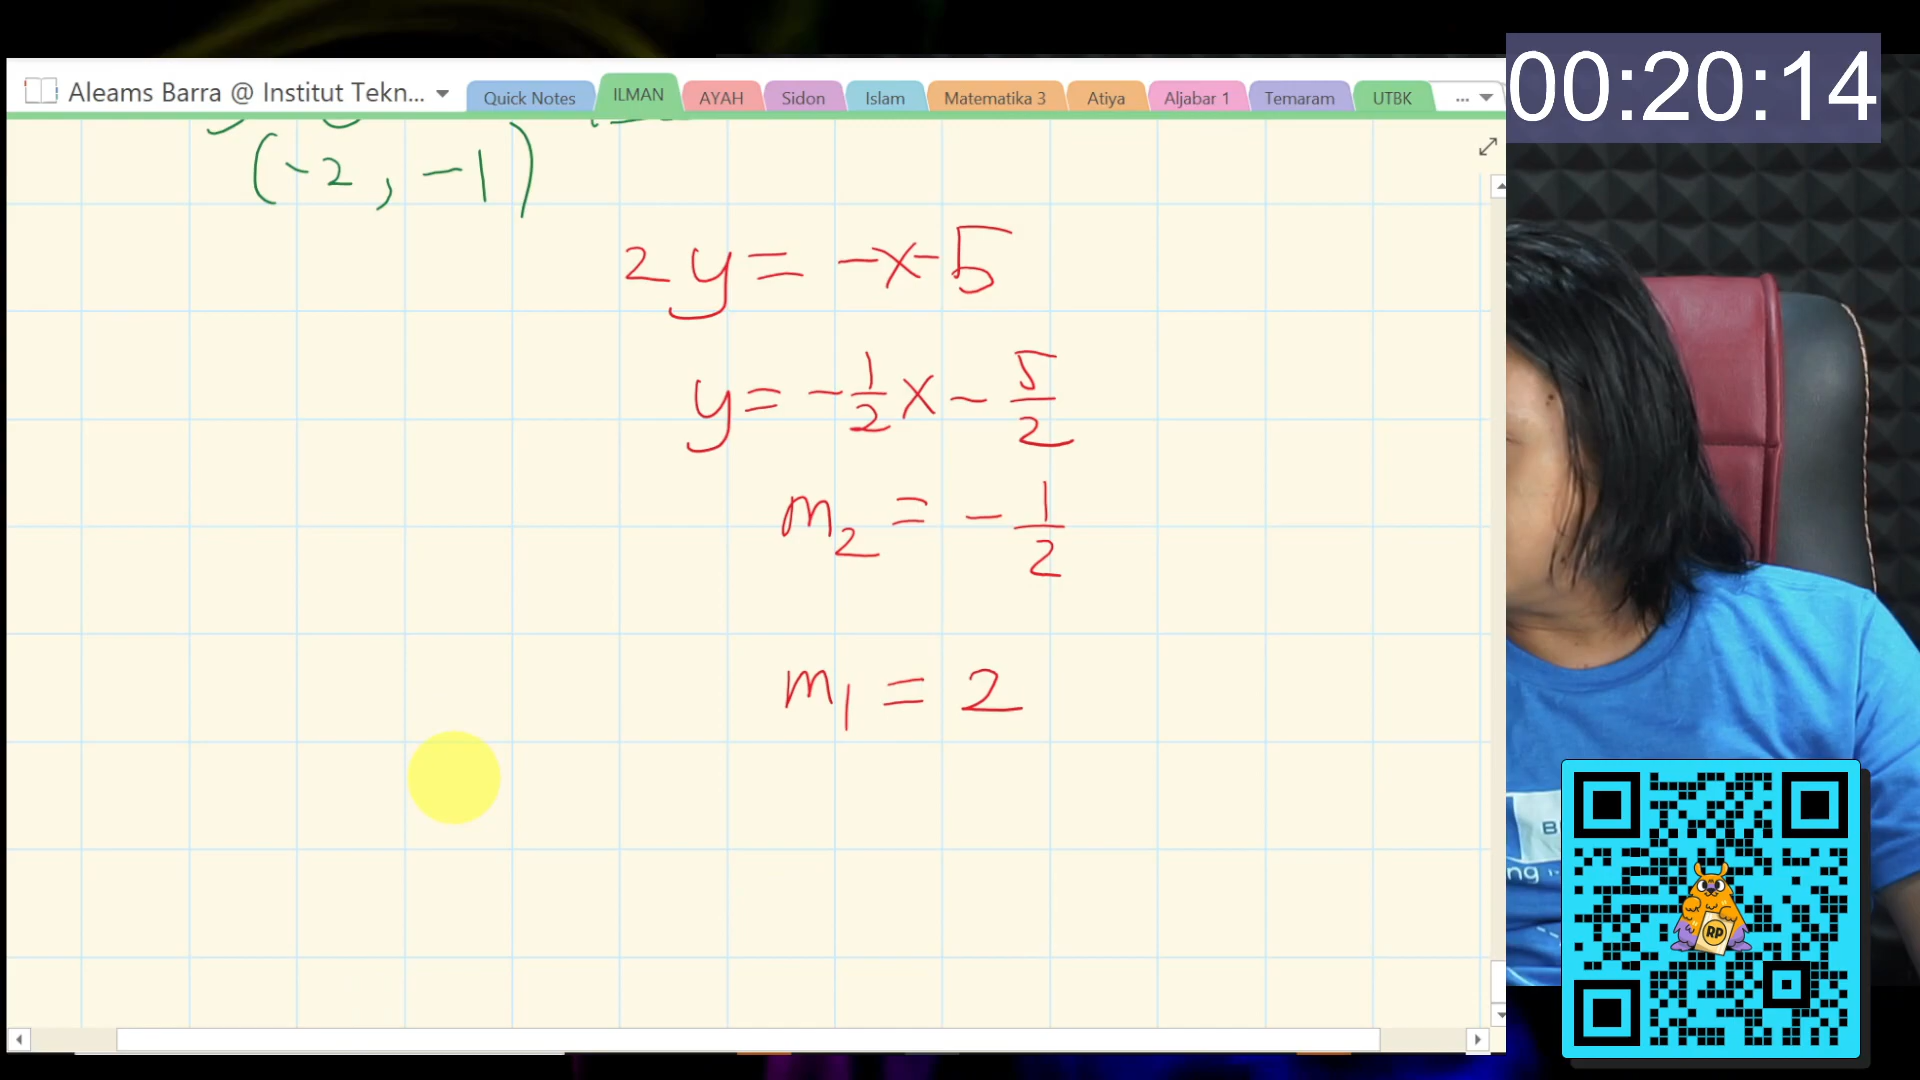 Aleams Barra @ Institut Tekn...
Quick Notes
ILMAN
AYAH
Sidon
Islam
Matematika 3
Atiya
Aljabar 1
Temaram
UTBK
...
00:20:14
(-2, -1)
2y = -x-5
y = -1/2 x - 5/2
m₂ = -1/2
m₁ = 2
RP